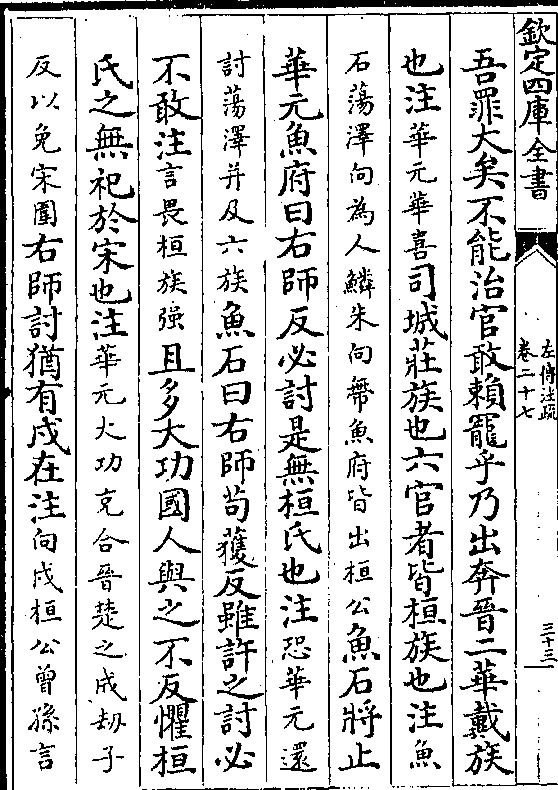 欽定四庫全書
左傳注疏
卷二十七
三十三
吾罪大矣不能治官敢賴寵乎乃出奔晉二華戴族
也注華元華喜司城莊族也六官者皆桓族也注魚
石蕩澤向為人鱗朱向帶魚府皆出桓公魚石將止
華元魚府曰右師反必討是無桓氏也注恐華元還
討蕩澤并及六族魚石曰右師茍獲反雖許之討必
不敢注言畏桓族强且多大功國人與之不反懼桓
氏之無祀於宋也注華元大功克合晉楚之成劫子
反以免宋圍右師討猶有戌在注向戌桓公曾孫言